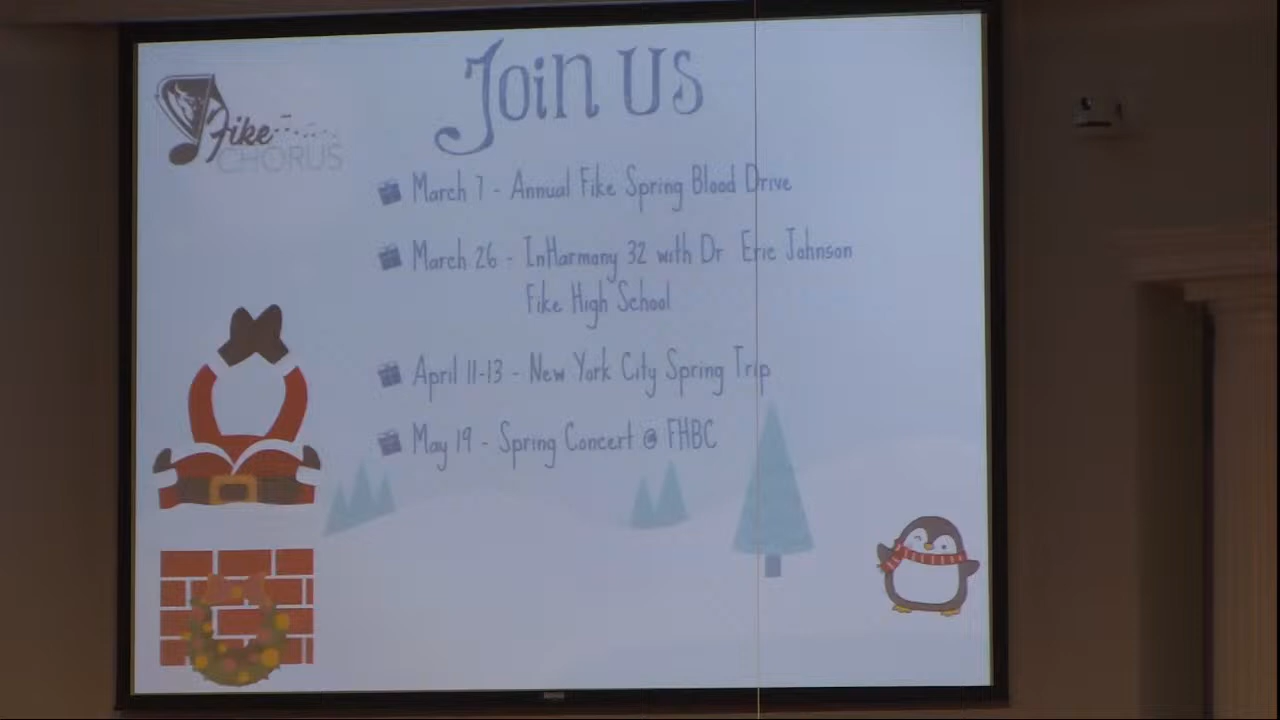 Fike
CHORUS
Join Us
March 7 - Annual Fike Spring Blood Drive
March 26 - InHarmony 32 with Dr Eric Johnson
Fike High School
April 11-13 - New York City Spring Trip
May 19 - Spring Concert @ FHBC